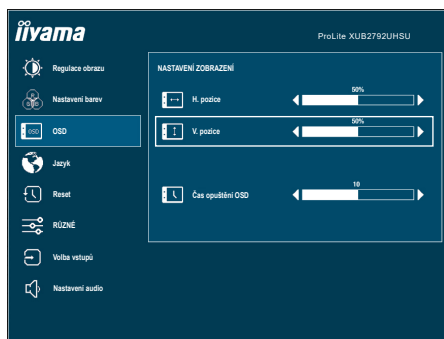 iiyama
ProLite XUB2792UHSU
Regulace obrazu
Nastavení barev
OSD
Jazyk
Reset
RŮZNÉ
Volba vstupů
Nastavení audio
NASTAVENÍ ZOBRAZENÍ
H. pozice
50%
V. pozice
50%
Čas opuštění OSD
10